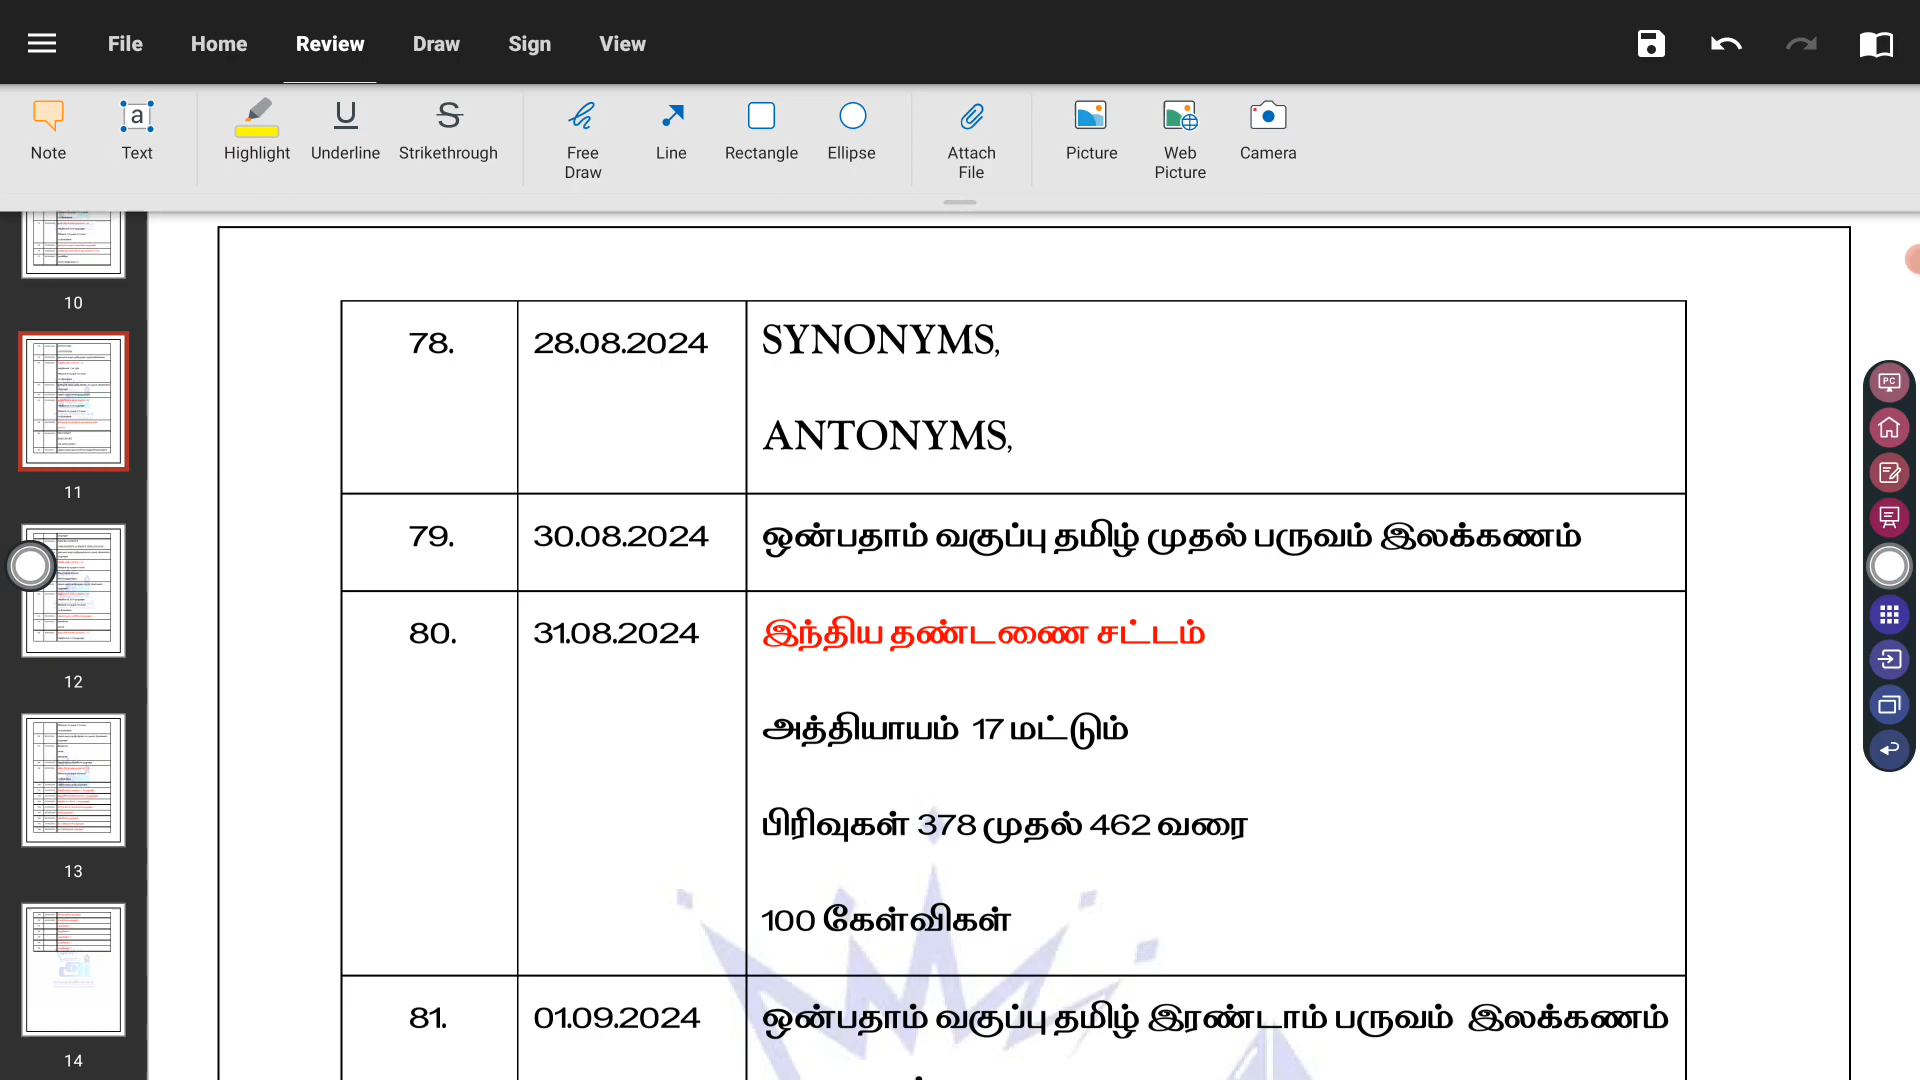 File Home Review Draw Sign View
Note Text Highlight Underline Strikethrough Free Draw Line Rectangle Ellipse Attach File Picture Web Picture Camera
10
11
12
13
14
PC
78. 28.08.2024 SYNONYMS,
ANTONYMS,
79. 30.08.2024 ஒன்பதாம் வகுப்பு தமிழ் முதல் பருவம் இலக்கணம்
80. 31.08.2024 இந்திய தண்டணை சட்டம்
அத்தியாயம் 17 மட்டும்
பிரிவுகள் 378 முதல் 462 வரை
100 கேள்விகள்
81. 01.09.2024 ஒன்பதாம் வகுப்பு தமிழ் இரண்டாம் பருவம் இலக்கணம்